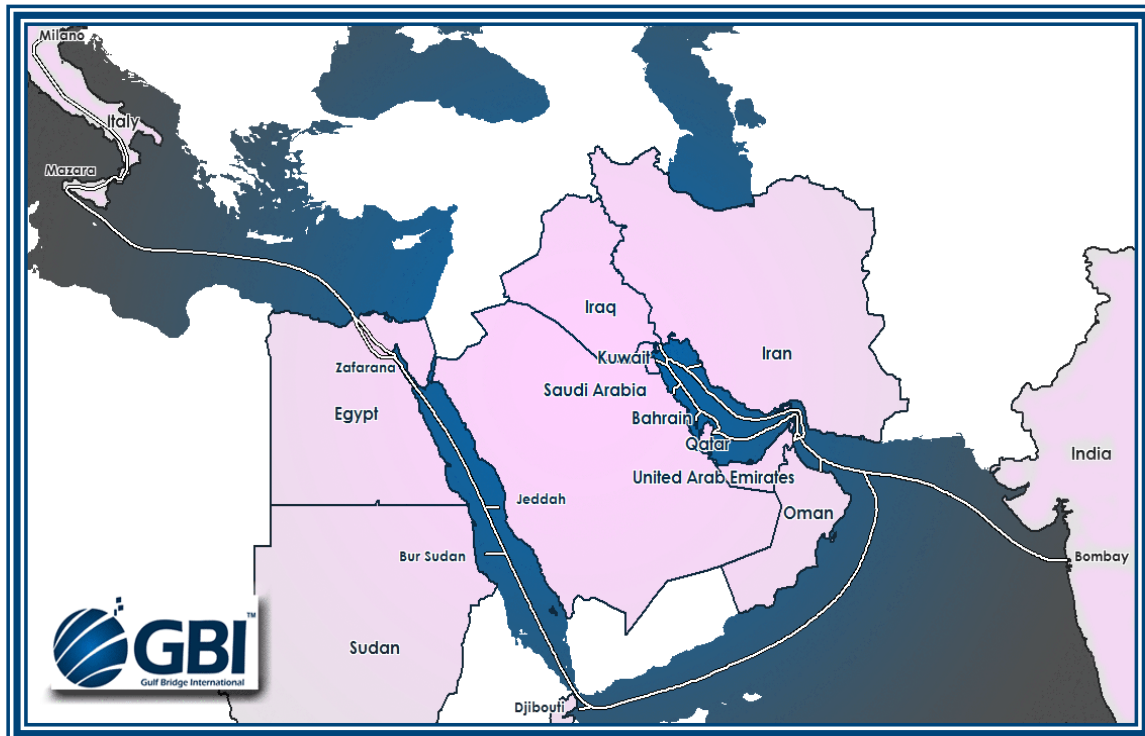 Milano
Italy
Mazara
Iraq
Iran
Kuwait
Zafarana
Saudi Arabia
Egypt
Bahrain
Qatar
India
United Arab Emirates
Jeddah
Oman
Bur Sudan
Bombay
GBI™
Gulf Bridge International
Sudan
Djibouti